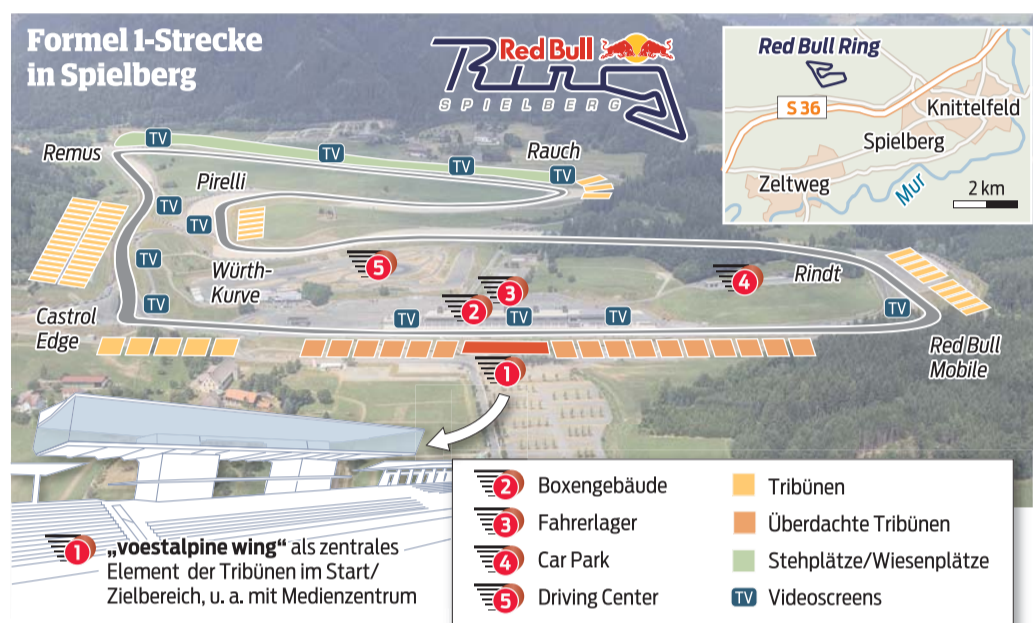 Formel 1-Strecke
in Spielberg
Red Bull
Ring
SPIELBERG
Red Bull Ring
S 36
Knittelfeld
Spielberg
Zeltweg
Mur
2 km
Remus
TV
TV
TV
TV
Rauch
Pirelli
TV
TV
TV
TV
Würth-
Kurve
5
4
Rindt
3
2
TV
TV
TV
TV
Castrol
Edge
Red Bull
Mobile
1
1
„voestalpine wing“ als zentrales
Element der Tribünen im Start/
Zielbereich, u. a. mit Medienzentrum
2 Boxengebäude
3 Fahrerlager
4 Car Park
5 Driving Center
Tribünen
Überdachte Tribünen
Stehplätze/Wiesenplätze
TV Videoscreens